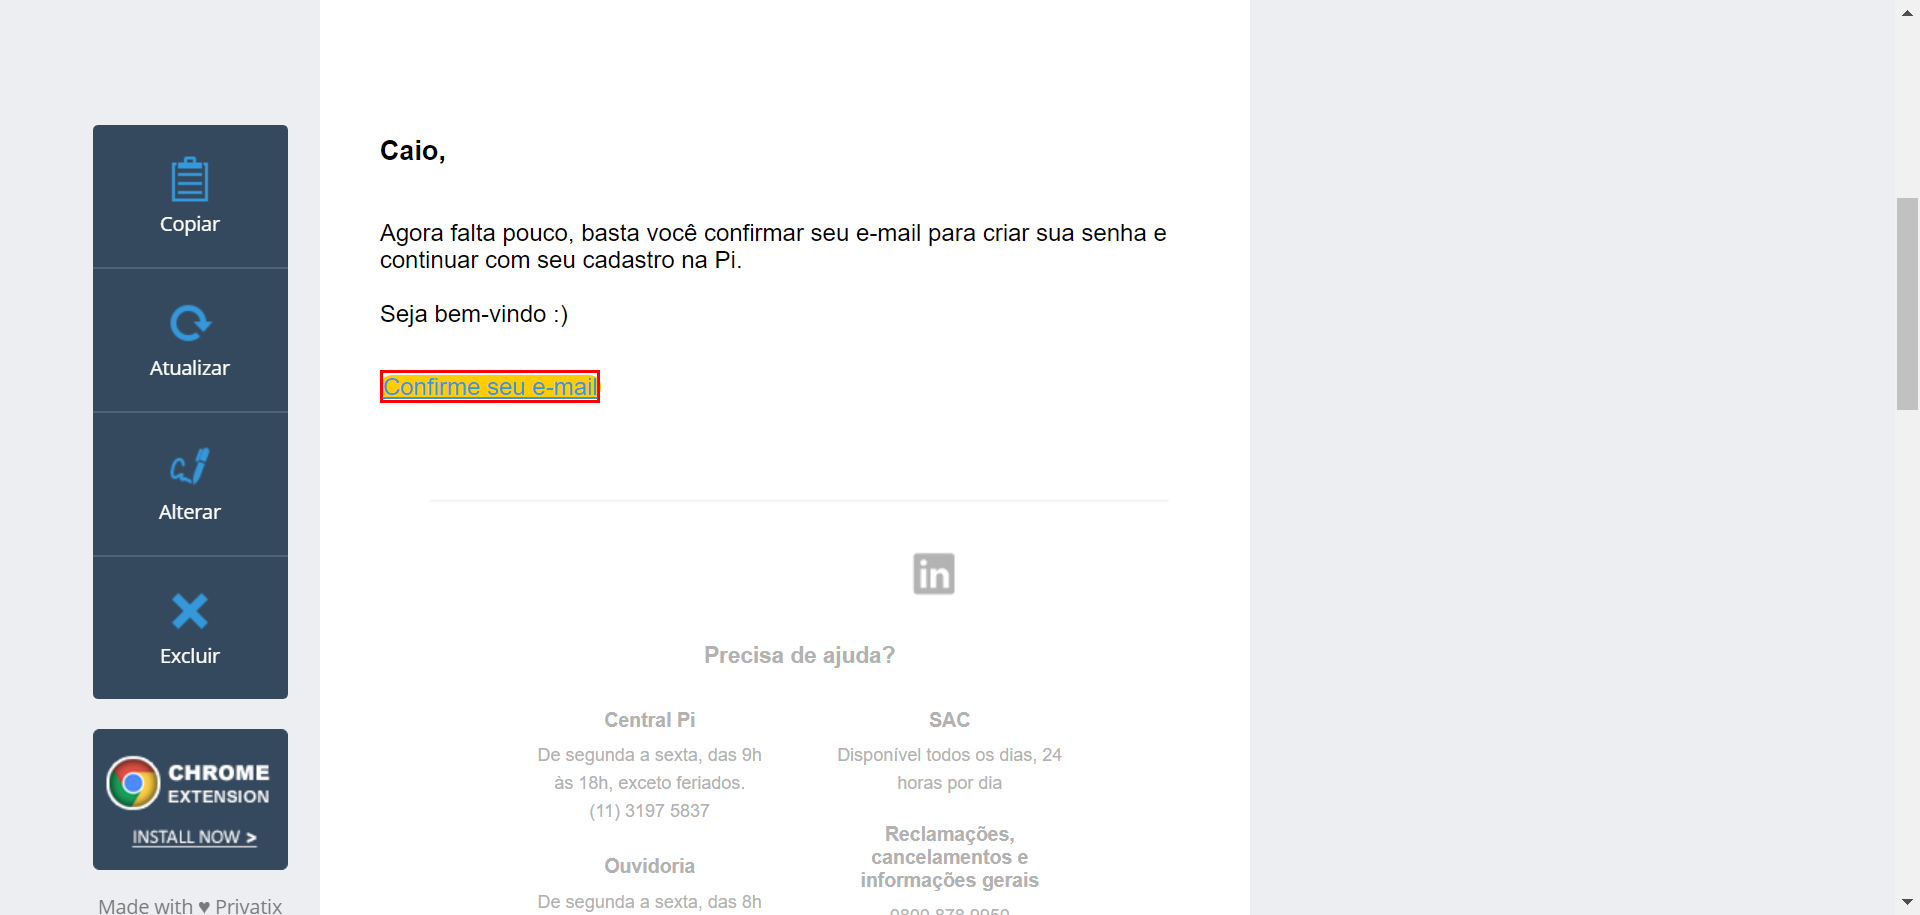 Copiar
Atualizar
Alterar
Excluir
CHROME
EXTENSION
INSTALL NOW >
Made with ♥ Privatix
Caio,
Agora falta pouco, basta você confirmar seu e-mail para criar sua senha e
continuar com seu cadastro na Pi.
Seja bem-vindo :)
Confirme seu e-mail
in
Precisa de ajuda?
Central Pi
De segunda a sexta, das 9h
às 18h, exceto feriados.
(11) 3197 5837
Ouvidoria
De segunda a sexta, das 8h
SAC
Disponível todos os dias, 24
horas por dia
Reclamações,
cancelamentos e
informações gerais